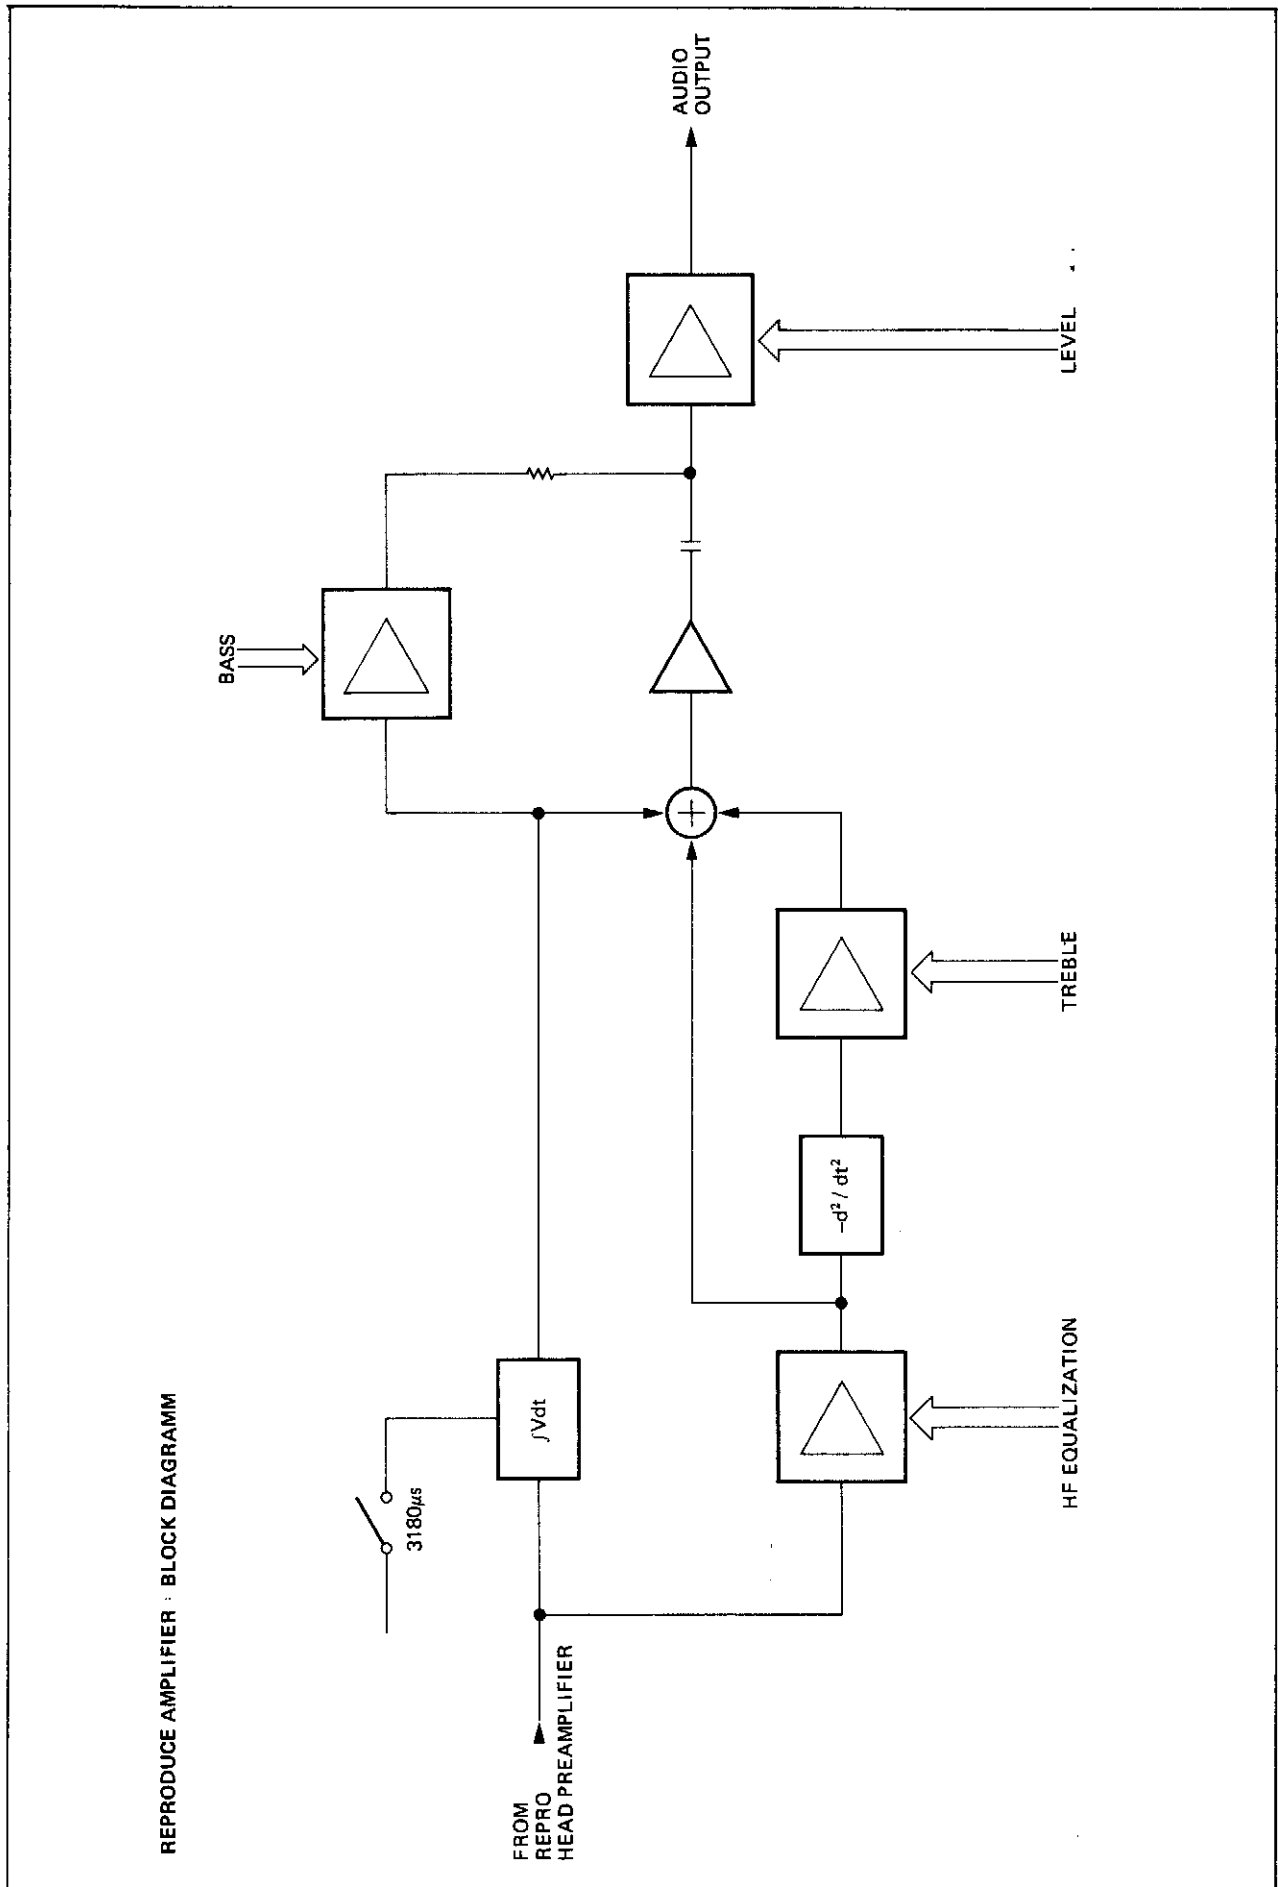 REPRODUCE AMPLIFIER : BLOCK DIAGRAMM
BASS
3180µs
∫Vdt
FROM
REPRO
HEAD PREAMPLIFIER
-d²/dt²
AUDIO
OUTPUT
HF EQUALIZATION
TREBLE
LEVEL